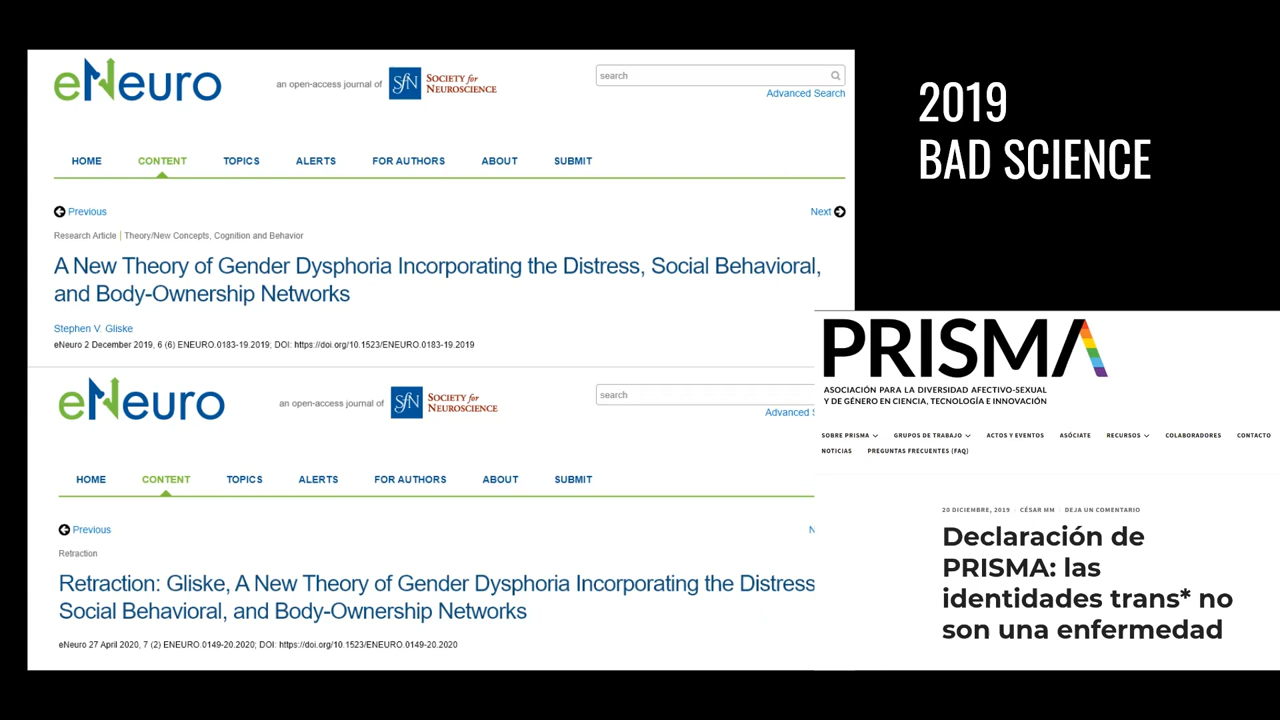 eNeuro
an open-access journal of SfN SOCIETY for NEUROSCIENCE
search
Advanced Search
HOME CONTENT TOPICS ALERTS FOR AUTHORS ABOUT SUBMIT
Previous
Next
Research Article | Theory/New Concepts, Cognition and Behavior
A New Theory of Gender Dysphoria Incorporating the Distress, Social Behavioral,
and Body-Ownership Networks
Stephen V. Gliske
eNeuro 2 December 2019, 6 (6) ENEURO.0183-19.2019; DOI: https://doi.org/10.1523/ENEURO.0183-19.2019
2019
BAD SCIENCE
eNeuro
an open-access journal of SfN SOCIETY for NEUROSCIENCE
search
Advanced S
HOME CONTENT TOPICS ALERTS FOR AUTHORS ABOUT SUBMIT
Previous
N
Retraction
Retraction: Gliske, A New Theory of Gender Dysphoria Incorporating the Distress
Social Behavioral, and Body-Ownership Networks
eNeuro 27 April 2020, 7 (2) ENEURO.0149-20.2020; DOI: https://doi.org/10.1523/ENEURO.0149-20.2020
PRISMA
ASOCIACIÓN PARA LA DIVERSIDAD AFECTIVO-SEXUAL
Y DE GÉNERO EN CIENCIA, TECNOLOGÍA E INNOVACIÓN
SOBRE PRISMA GRUPOS DE TRABAJO ACTOS Y EVENTOS ASÓCIATE RECURSOS COLABORADORES CONTACTO
NOTICIAS PREGUNTAS FRECUENTES (FAQ)
20 DICIEMBRE, 2019 CÉSAR MM DEJA UN COMENTARIO
Declaración de
PRISMA: las
identidades trans* no
son una enfermedad